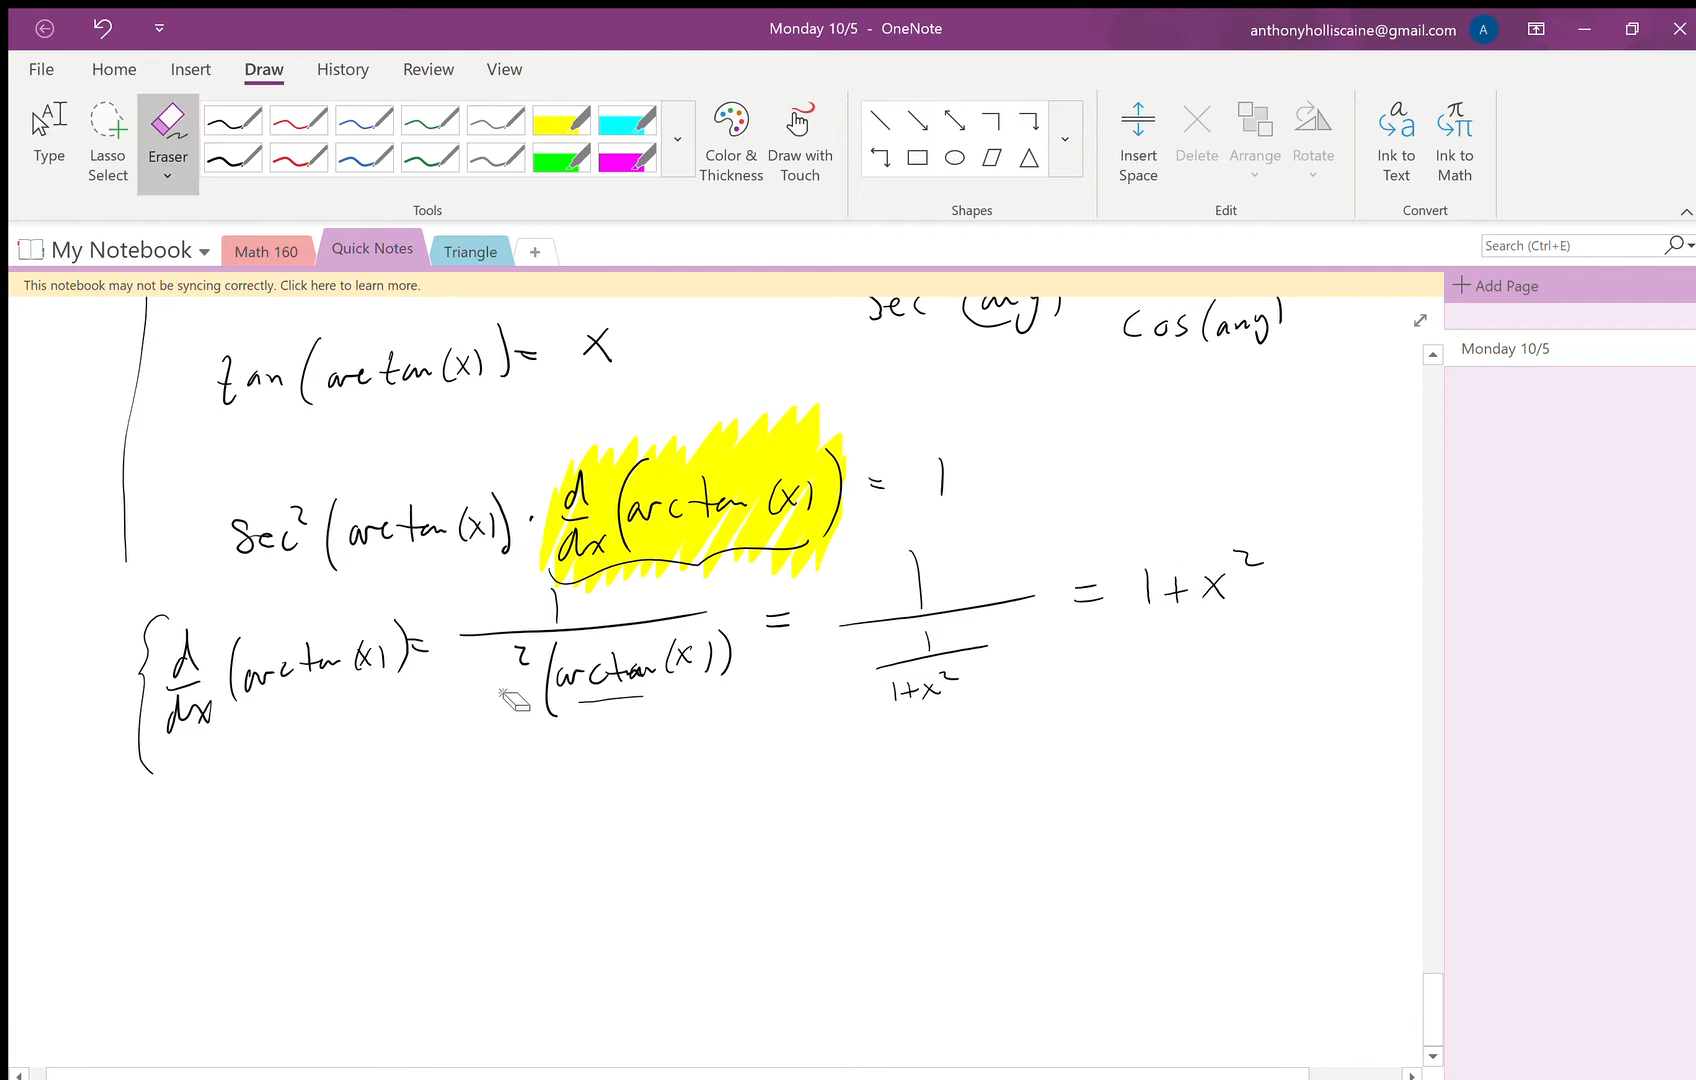 Monday 10/5 - OneNote
anthonyholliscaine@gmail.com
A
File Home Insert Draw History Review View
Type
Lasso Select
Eraser
Color & Thickness
Draw with Touch
Insert Space
Delete
Arrange
Rotate
Ink to Text
Ink to Math
Tools
Shapes
Edit
Convert
My Notebook
Math 160
Quick Notes
Triangle
+
Search (Ctrl+E)
This notebook may not be syncing correctly. Click here to learn more.
Add Page
Monday 10/5
sec (ang) cos(ang)
tan(arctan(x)) = x
sec² (arctan(x)) · d/dx (arctan(x)) = 1
d/dx (arctan(x)) = 1 / ²(arctan(x)) = 1 / (1 / 1+x²) = 1+x²